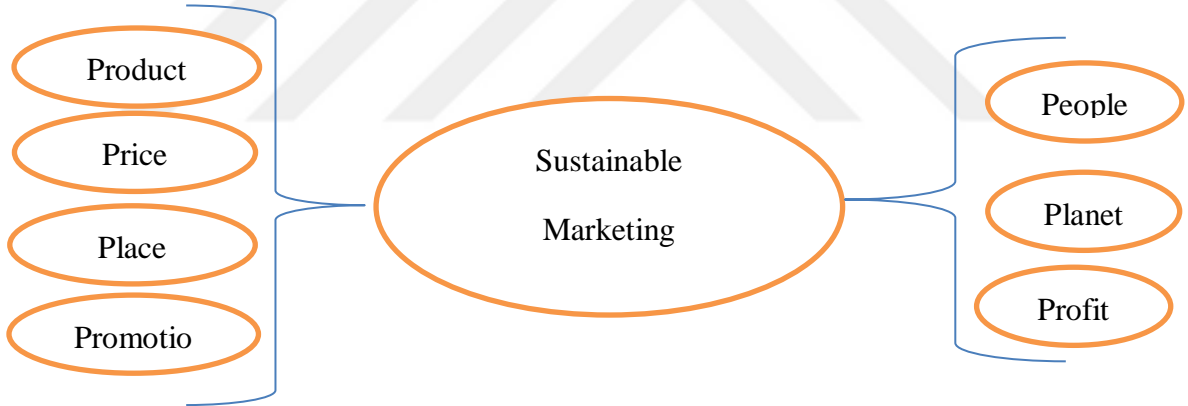 Product
Price
Place
Promotio
Sustainable
Marketing
People
Planet
Profit